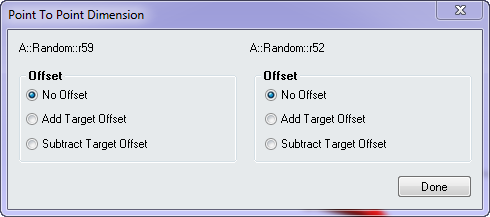 Point To Point Dimension
A::Random::r59
A::Random::r52
Offset
No Offset
Add Target Offset
Subtract Target Offset
Offset
No Offset
Add Target Offset
Subtract Target Offset
Done